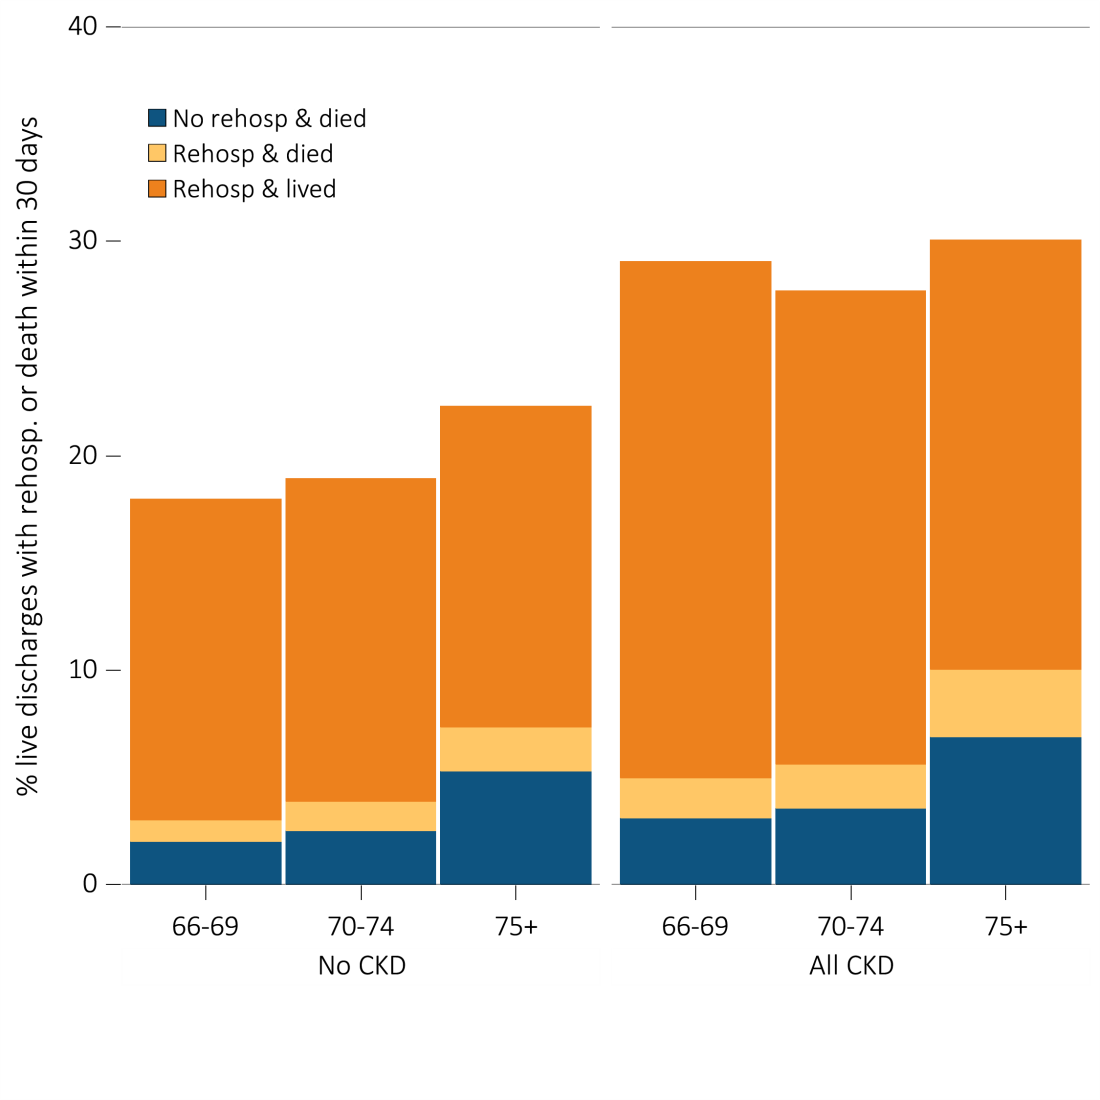 % live discharges with rehosp. or death within 30 days
40
30
20
10
0
No rehosp & died
Rehosp & died
Rehosp & lived
66-69 70-74 75+ 66-69 70-74 75+
No CKD All CKD